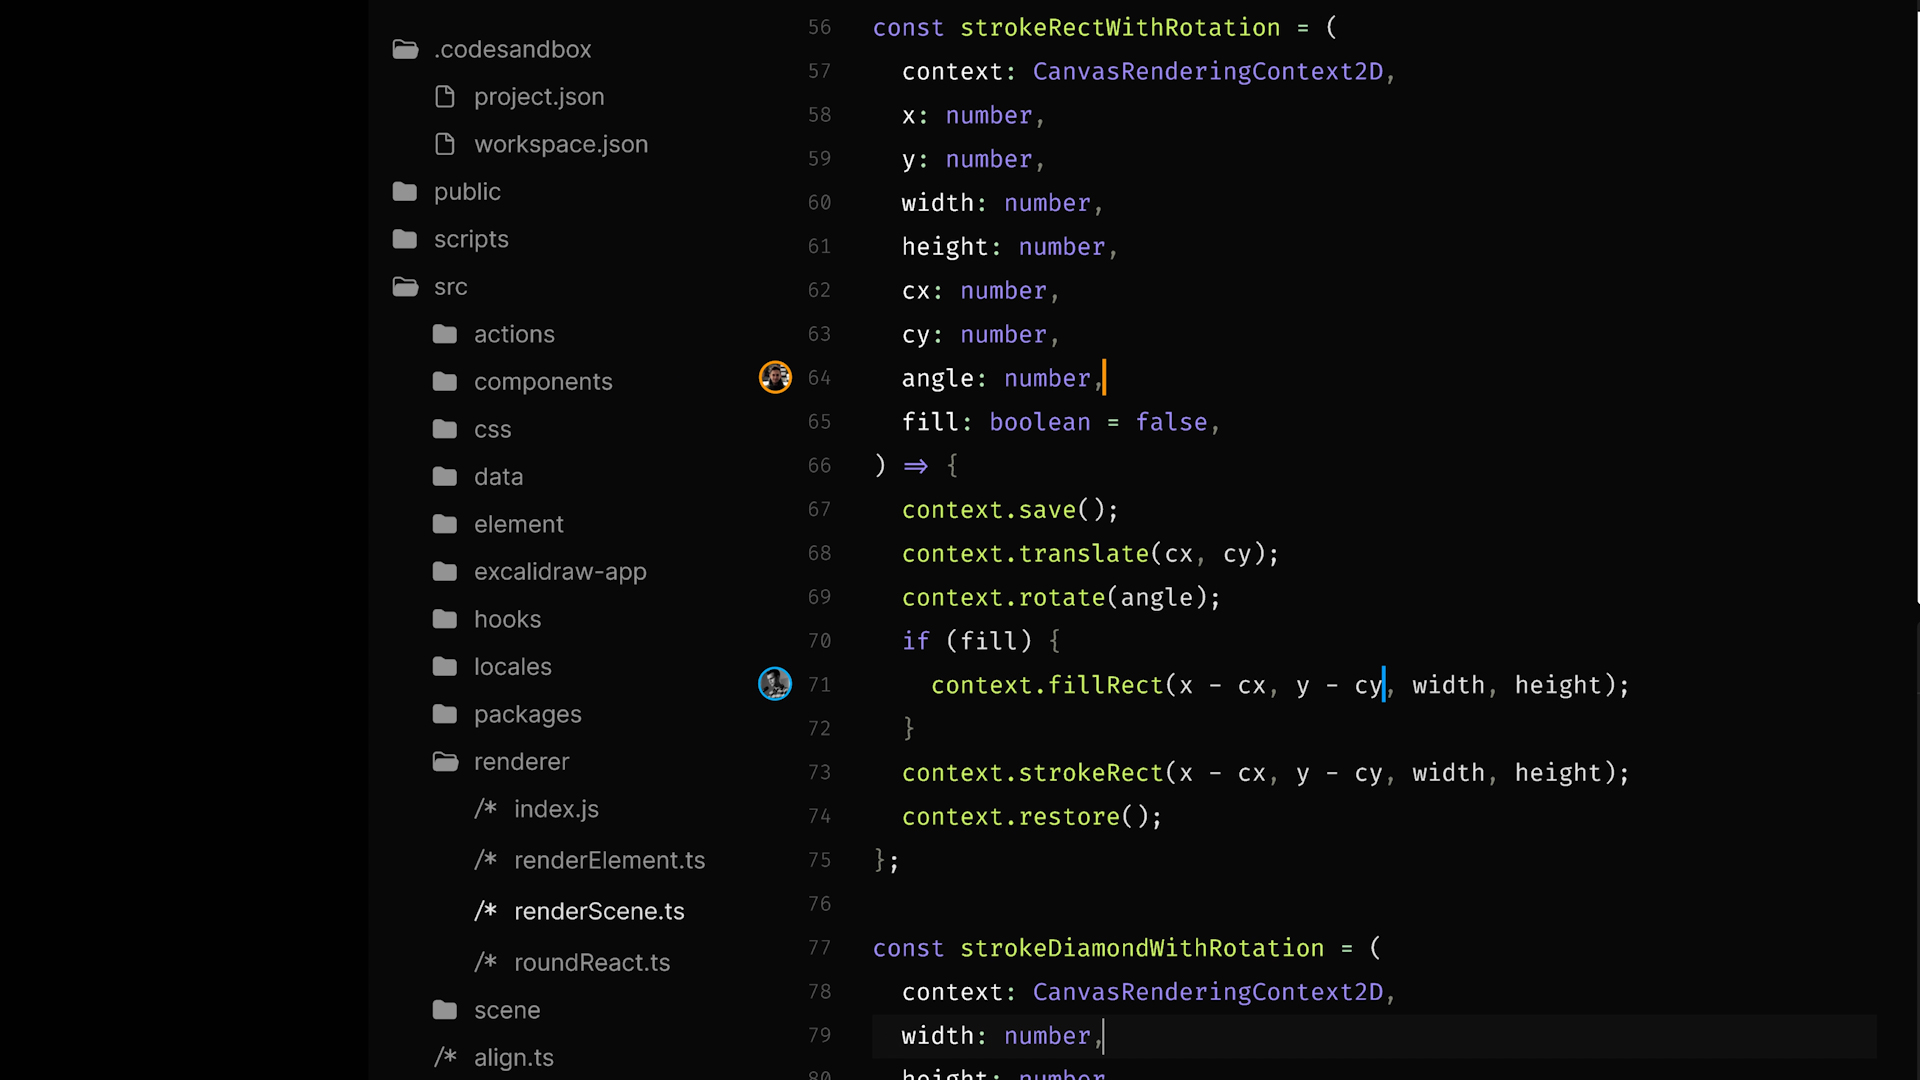 .codesandbox
project.json
workspace.json
public
scripts
src
actions
components
css
data
element
excalidraw-app
hooks
locales
packages
renderer
/* index.js
/* renderElement.ts
/* renderScene.ts
/* roundReact.ts
scene
/* align.ts
56 const strokeRectWithRotation = (
57 context: CanvasRenderingContext2D,
58 x: number,
59 y: number,
60 width: number,
61 height: number,
62 cx: number,
63 cy: number,
64 angle: number,
65 fill: boolean = false,
66 ) => {
67 context.save();
68 context.translate(cx, cy);
69 context.rotate(angle);
70 if (fill) {
71 context.fillRect(x - cx, y - cy, width, height);
72 }
73 context.strokeRect(x - cx, y - cy, width, height);
74 context.restore();
75 };
76
77 const strokeDiamondWithRotation = (
78 context: CanvasRenderingContext2D,
79 width: number,
80 height: number